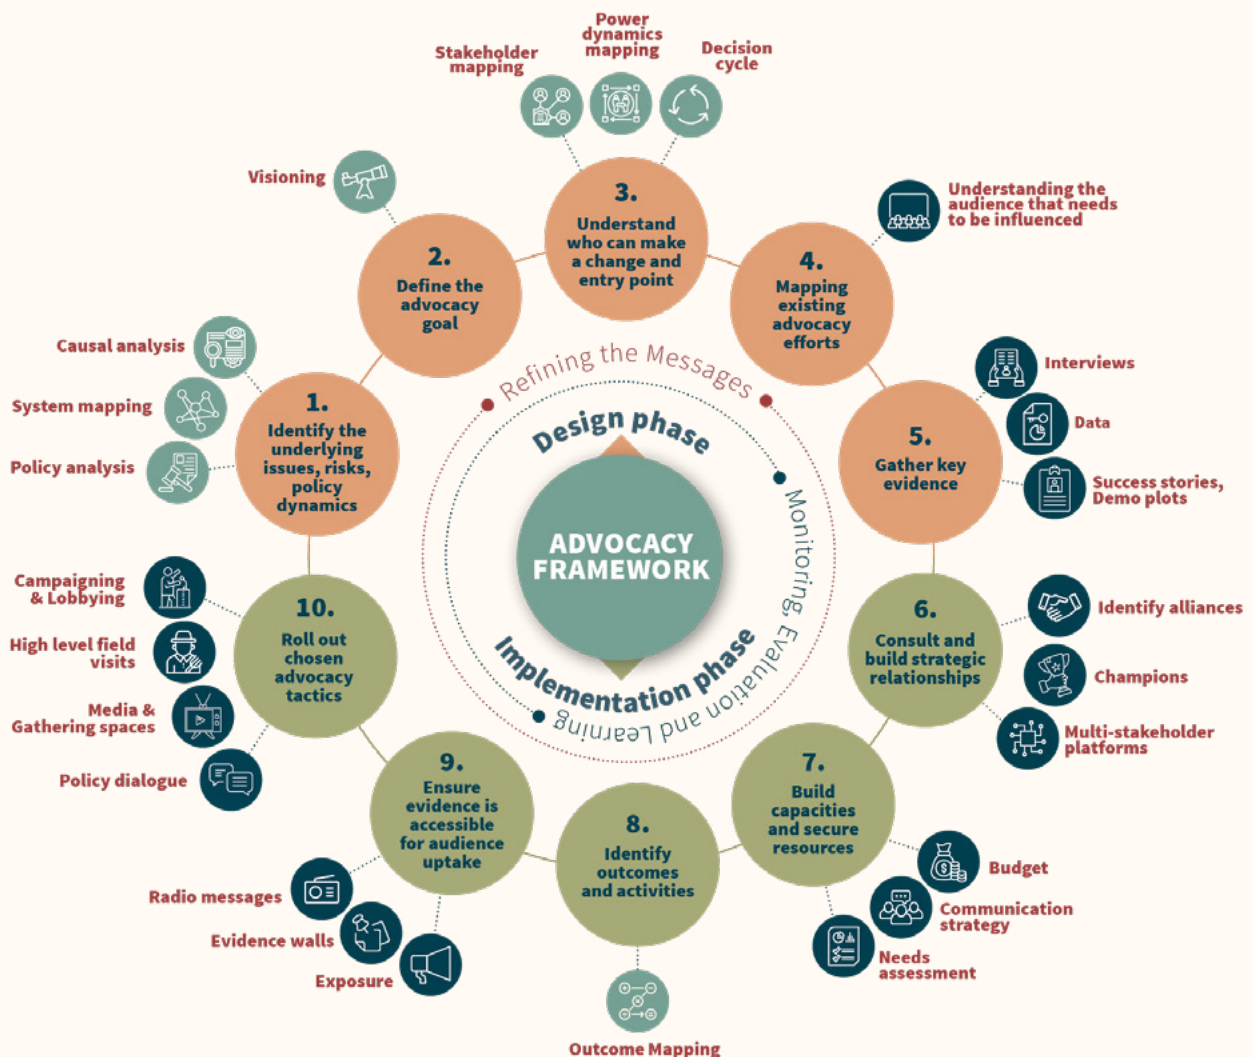 Power
dynamics
mapping
Stakeholder
mapping
Decision
cycle
Visioning
3.
Understand
who can make
a change and
entry point
Understanding the
audience that needs
to be influenced
2.
Define the
advocacy
goal
4.
Mapping
existing
advocacy
efforts
Causal analysis
System mapping
Policy analysis
1.
Identify the
underlying
issues, risks,
policy
dynamics
Refining the Messages
Design phase
ADVOCACY
FRAMEWORK
Implementation phase
Monitoring, Evaluation and Learning
5.
Gather key
evidence
Interviews
Data
Success stories,
Demo plots
Campaigning
& Lobbying
High level field
visits
Media &
Gathering spaces
Policy dialogue
10.
Roll out
chosen
advocacy
tactics
6.
Consult and
build strategic
relationships
Identify alliances
Champions
Multi-stakeholder
platforms
9.
Ensure
evidence is
accessible
for audience
uptake
8.
Identify
outcomes
and activities
7.
Build
capacities
and secure
resources
Radio messages
Evidence walls
Exposure
Budget
Communication
strategy
Needs
assessment
Outcome Mapping